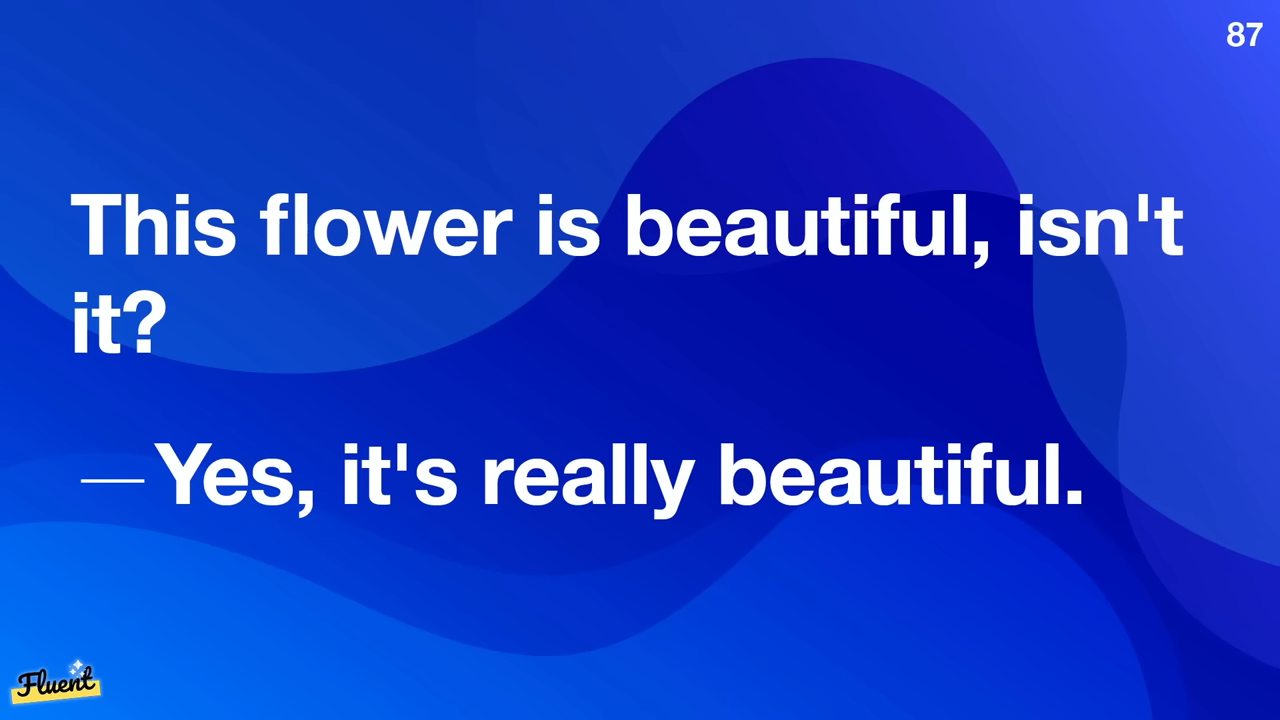 87
This flower is beautiful, isn't
it?
— Yes, it's really beautiful.
Fluent